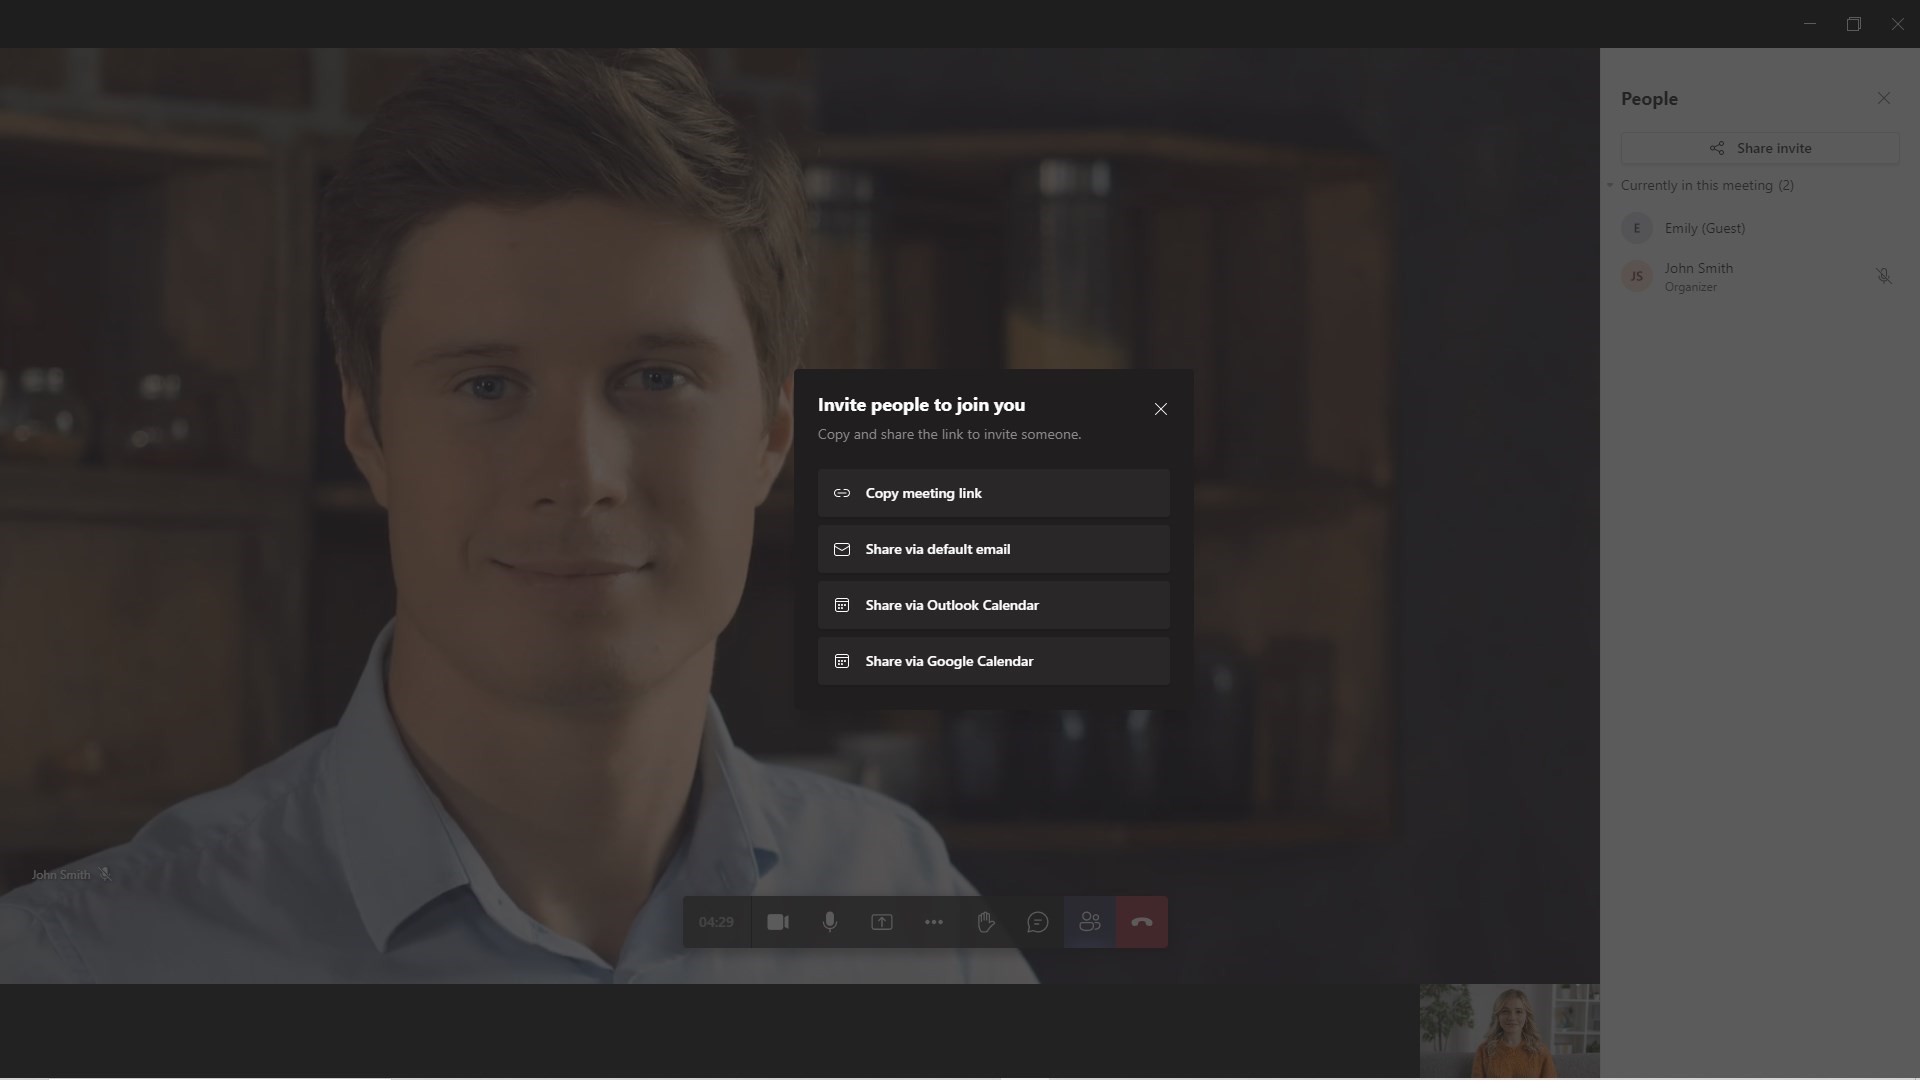 People
Share invite
Currently in this meeting (2)
E
Emily (Guest)
JS
John Smith
Organizer
Invite people to join you
Copy and share the link to invite someone.
Copy meeting link
Share via default email
Share via Outlook Calendar
Share via Google Calendar
John Smith
04:29